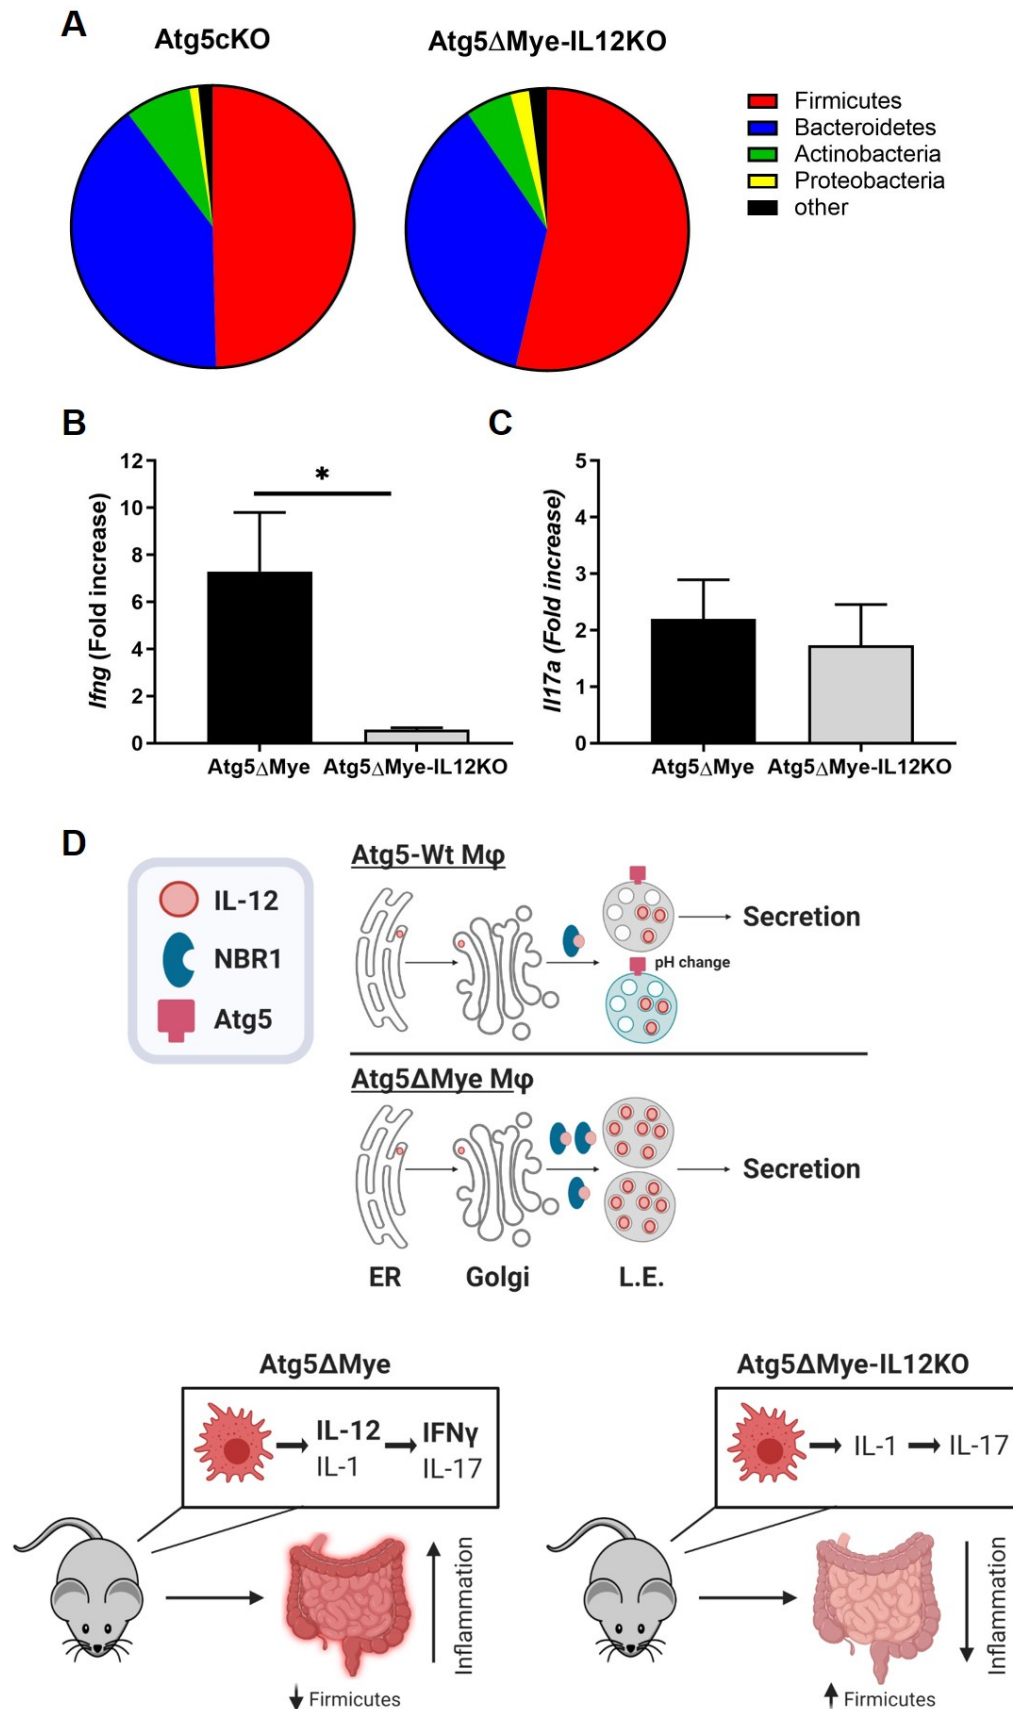 A
Atg5cKO
Atg5ΔMye-IL12KO
Firmicutes
Bacteroidetes
Actinobacteria
Proteobacteria
other
B
Ifng (Fold increase)
12
10
8
6
4
2
0
*
Atg5ΔMye
Atg5ΔMye-IL12KO
C
Il17a (Fold increase)
5
4
3
2
1
0
Atg5ΔMye
Atg5ΔMye-IL12KO
D
IL-12
NBR1
Atg5
Atg5-Wt Mφ
Secretion
pH change
Atg5ΔMye Mφ
Secretion
ER
Golgi
L.E.
Atg5ΔMye
IL-12
IFNγ
IL-1
IL-17
Inflammation
Firmicutes
Atg5ΔMye-IL12KO
IL-1
IL-17
Inflammation
Firmicutes